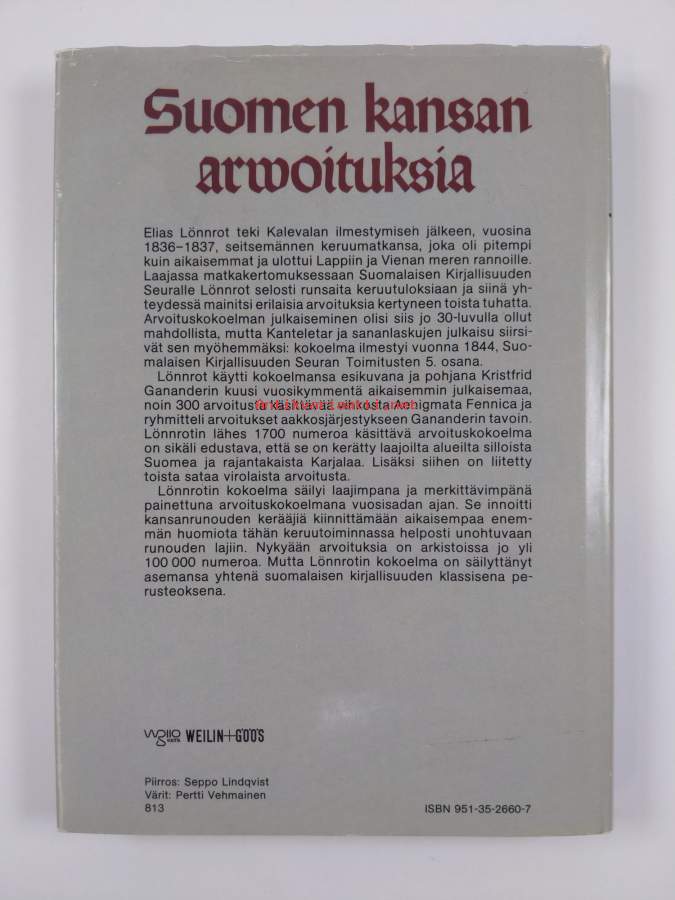 Suomen kansan
arwoituksia
Elias Lönnrot teki Kalevalan ilmestymiseh jälkeen, vuosina
1836–1837, seitsemännen keruumatkansa, joka oli pitempi
kuin aikaisemmat ja ulottui Lappiin ja Vienan meren rannoille.
Laajassa matkakertomuksessaan Suomalaisen Kirjallisuuden
Seuralle Lönnrot selosti runsaita keruutuloksiaan ja siinä yh-
teydessä mainitsi erilaisia arvoituksia kertyneen toista tuhatta.
Arvoituskokoelman julkaiseminen olisi siis jo 30-luvulla ollut
mahdollista, mutta Kanteletar ja sananlaskujen julkaisu siirsi-
vät sen myöhemmäksi: kokoelma ilmestyi vuonna 1844, Suo-
malaisen Kirjallisuuden Seuran Toimitusten 5. osana.
Lönnrot käytti kokoelmansa esikuvana ja pohjana Kristfrid
Gananderin kuusi vuosikymmentä aikaisemmin julkaisemaa,
noin 300 arvoitusta käsittävää vihkosta Aenigmata Fennica ja
ryhmitteli arvoitukset aakkosjärjestykseen Gananderin tavoin.
Lönnrotin lähes 1700 numeroa käsittävä arvoituskokoelma
on sikäli edustava, että se on kerätty laajoilta alueilta silloista
Suomea ja rajantakaista Karjalaa. Lisäksi siihen on liitetty
toista sataa virolaista arvoitusta.
Lönnrotin kokoelma säilyi laajimpana ja merkittävimpänä
painettuna arvoituskokoelmana vuosisadan ajan. Se innoitti
kansanrunouden kerääjiä kiinnittämään aikaisempaa enem-
män huomiota tähän keruutoiminnassa helposti unohtuvaan
runouden lajiin. Nykyään arvoituksia on arkistoissa jo yli
100 000 numeroa. Mutta Lönnrotin kokoelma on säilyttänyt
asemansa yhtenä suomalaisen kirjallisuuden klassisena pe-
rusteoksena.
WEILIN+GÖÖS
Piirros: Seppo Lindqvist
Värit: Pertti Vehmainen
813
ISBN 951-35-2660-7